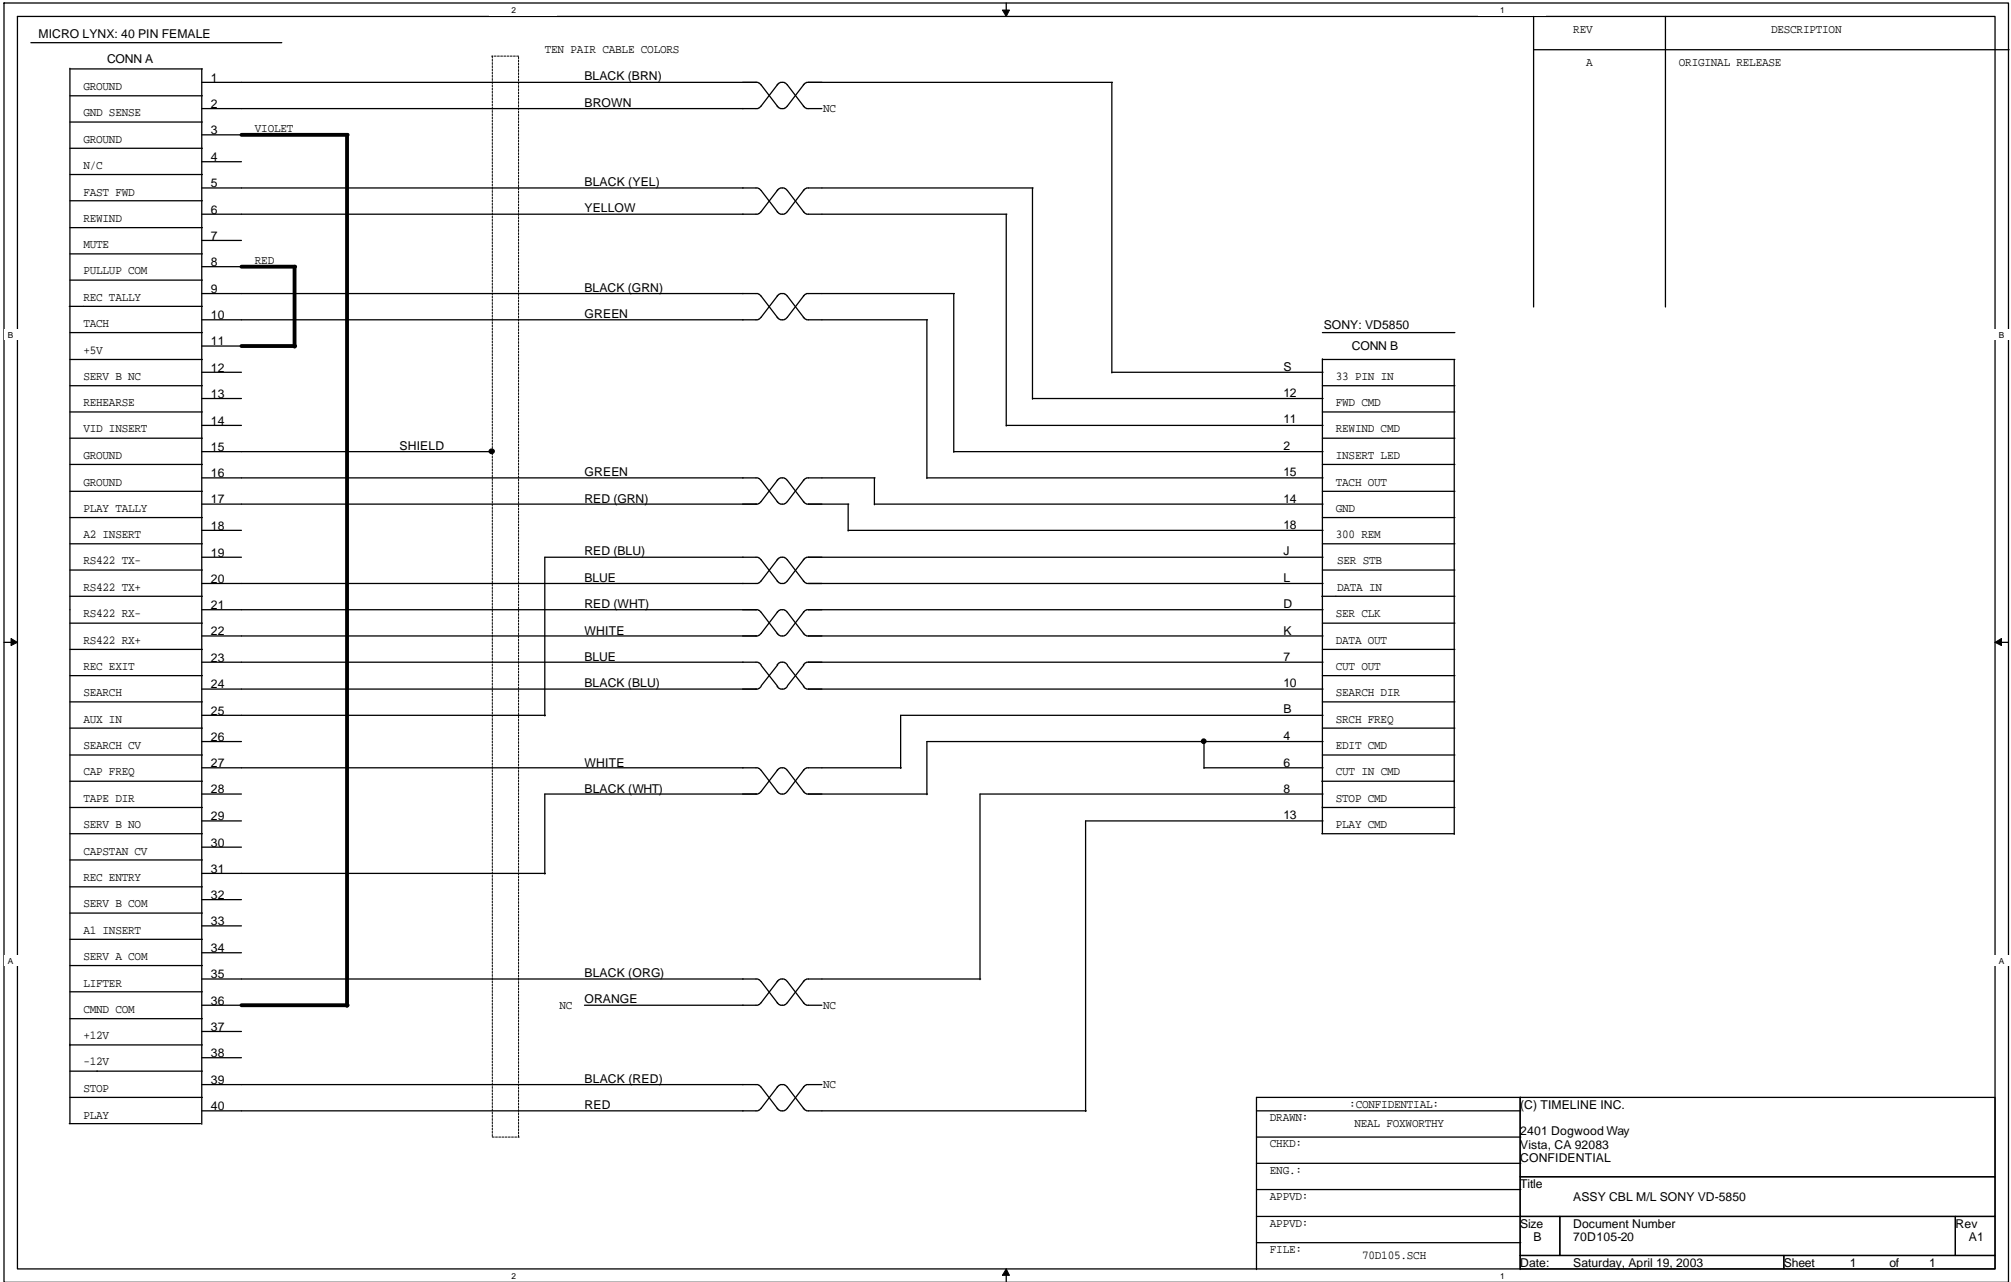 2
1
MICRO LYNX: 40 PIN FEMALE
CONN A
TEN PAIR CABLE COLORS
REV DESCRIPTION
A ORIGINAL RELEASE
GROUND 1 BLACK (BRN)
GND SENSE 2 BROWN NC
GROUND 3 VIOLET
N/C 4
FAST FWD 5 BLACK (YEL)
REWIND 6 YELLOW
MUTE 7
PULLUP COM 8 RED
REC TALLY 9 BLACK (GRN)
TACH 10 GREEN
+5V 11
SERV B NC 12
REHEARSE 13
VID INSERT 14
GROUND 15 SHIELD
GROUND 16 GREEN
PLAY TALLY 17 RED (GRN)
A2 INSERT 18
RS422 TX- 19 RED (BLU)
RS422 TX+ 20 BLUE
RS422 RX- 21 RED (WHT)
RS422 RX+ 22 WHITE
REC EXIT 23 BLUE
SEARCH 24 BLACK (BLU)
AUX IN 25
SEARCH CV 26
CAP FREQ 27 WHITE
TAPE DIR 28 BLACK (WHT)
SERV B NO 29
CAPSTAN CV 30
REC ENTRY 31
SERV B COM 32
A1 INSERT 33
SERV A COM 34
LIFTER 35 BLACK (ORG)
CMND COM 36 NC ORANGE NC
+12V 37
-12V 38
STOP 39 BLACK (RED) NC
PLAY 40 RED
SONY: VD5850
CONN B
S 33 PIN IN
12 FWD CMD
11 REWIND CMD
2 INSERT LED
15 TACH OUT
14 GND
18 300 REM
J SER STB
L DATA IN
D SER CLK
K DATA OUT
7 CUT OUT
10 SEARCH DIR
B SRCH FREQ
4 EDIT CMD
6 CUT IN CMD
8 STOP CMD
13 PLAY CMD
B
B
A
A
:CONFIDENTIAL:
DRAWN: NEAL FOXWORTHY
CHKD:
ENG.:
APPVD:
APPVD:
FILE: 70D105.SCH
(C) TIMELINE INC.
2401 Dogwood Way
Vista, CA 92083
CONFIDENTIAL
Title
ASSY CBL M/L SONY VD-5850
Size Document Number Rev
B 70D105-20 A1
Date: Saturday, April 19, 2003 Sheet 1 of 1
2
1